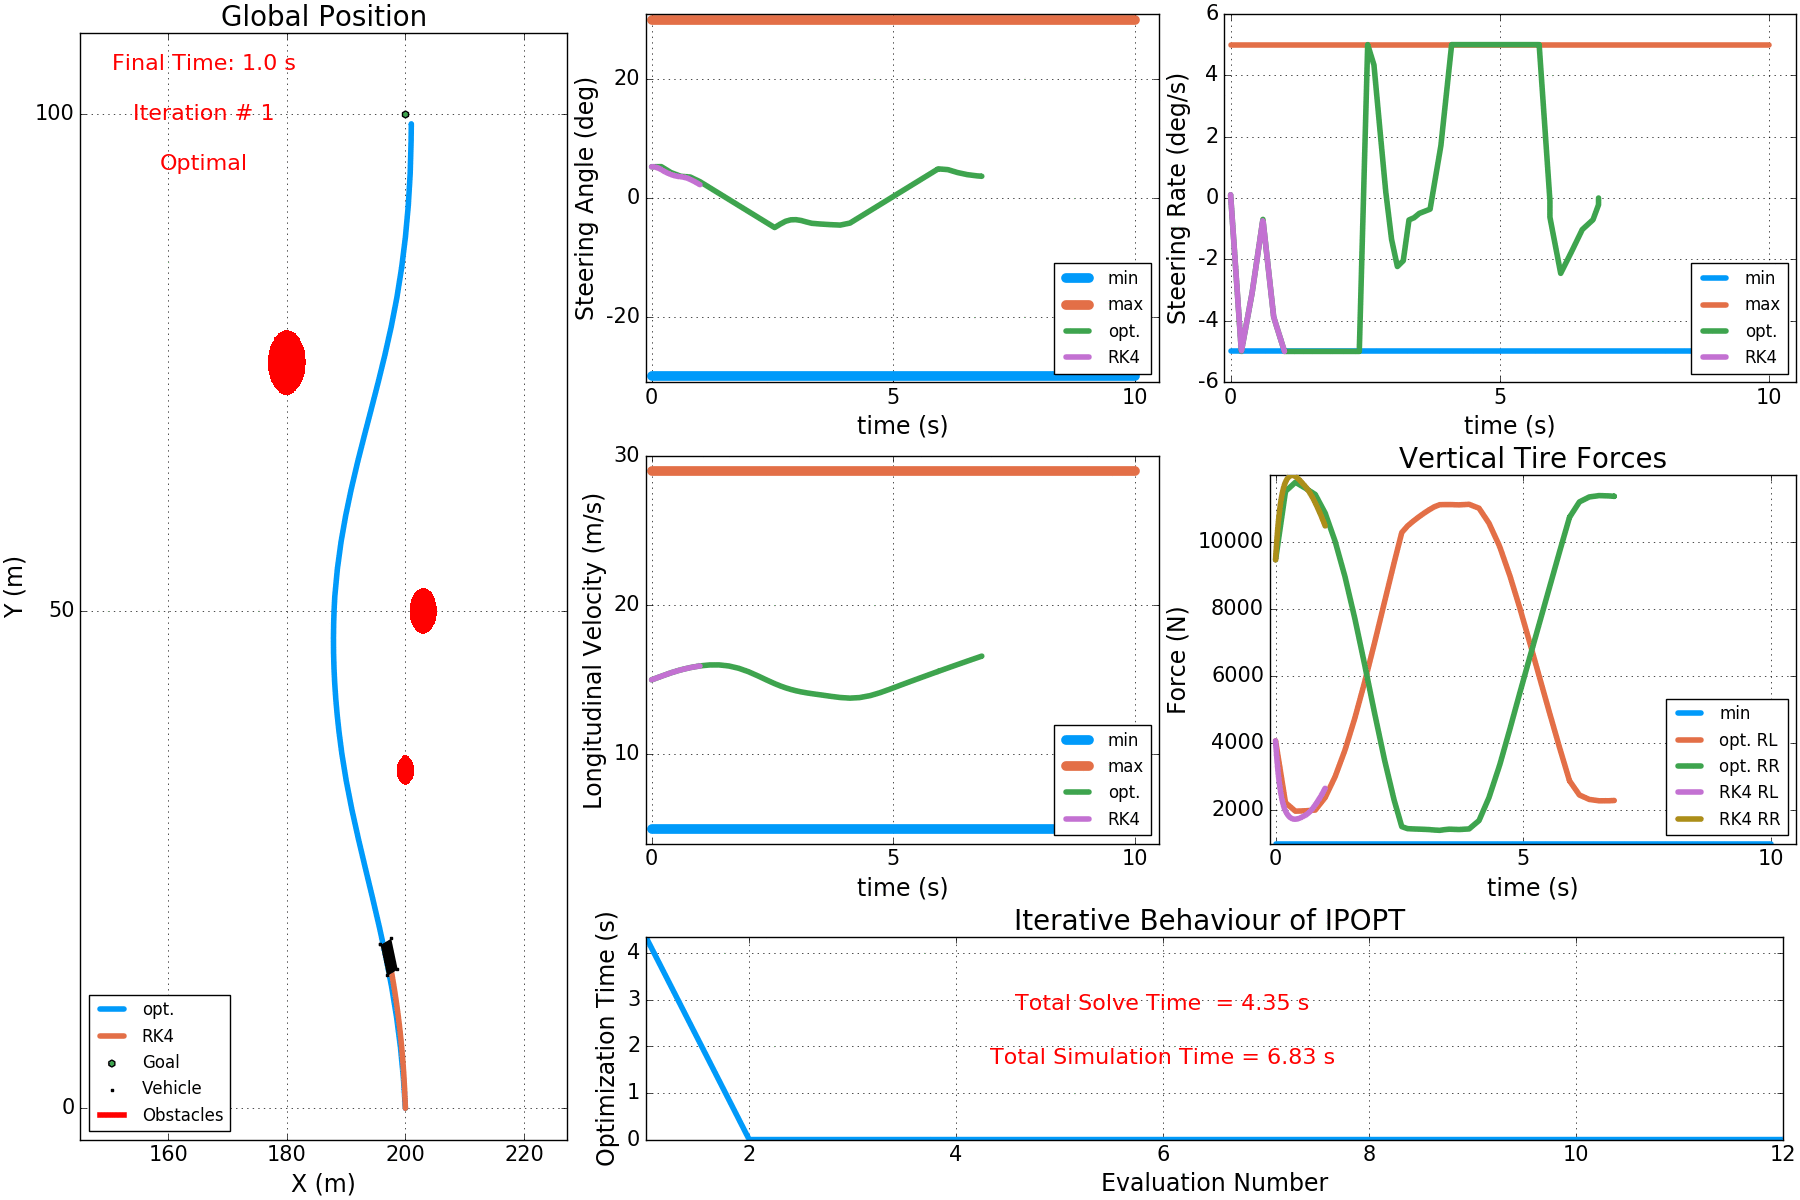 Global Position
Final Time: 1.0 s
Iteration # 1
Optimal
100
50
0
Y (m)
160
180
200
220
X (m)
opt.
RK4
Goal
Vehicle
Obstacles
Steering Angle (deg)
20
0
-20
0
5
10
time (s)
min
max
opt.
RK4
Steering Rate (deg/s)
6
4
2
0
-2
-4
-6
0
5
10
time (s)
min
max
opt.
RK4
Longitudinal Velocity (m/s)
30
20
10
0
5
10
time (s)
min
max
opt.
RK4
Vertical Tire Forces
Force (N)
10000
8000
6000
4000
2000
0
5
10
time (s)
min
opt. RL
opt. RR
RK4 RL
RK4 RR
Iterative Behaviour of IPOPT
Optimization Time (s)
4
3
2
1
0
Total Solve Time  = 4.35 s
Total Simulation Time = 6.83 s
2
4
6
8
10
12
Evaluation Number